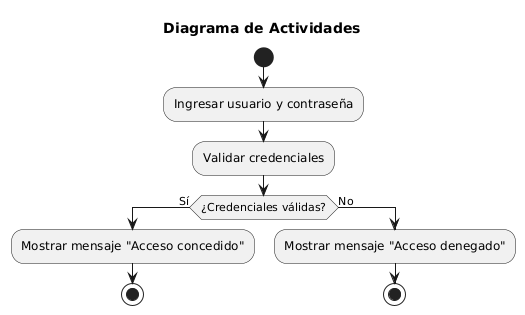 Diagrama de Actividades
Ingresar usuario y contraseña
Validar credenciales
Sí
¿Credenciales válidas?
No
Mostrar mensaje "Acceso concedido"
Mostrar mensaje "Acceso denegado"